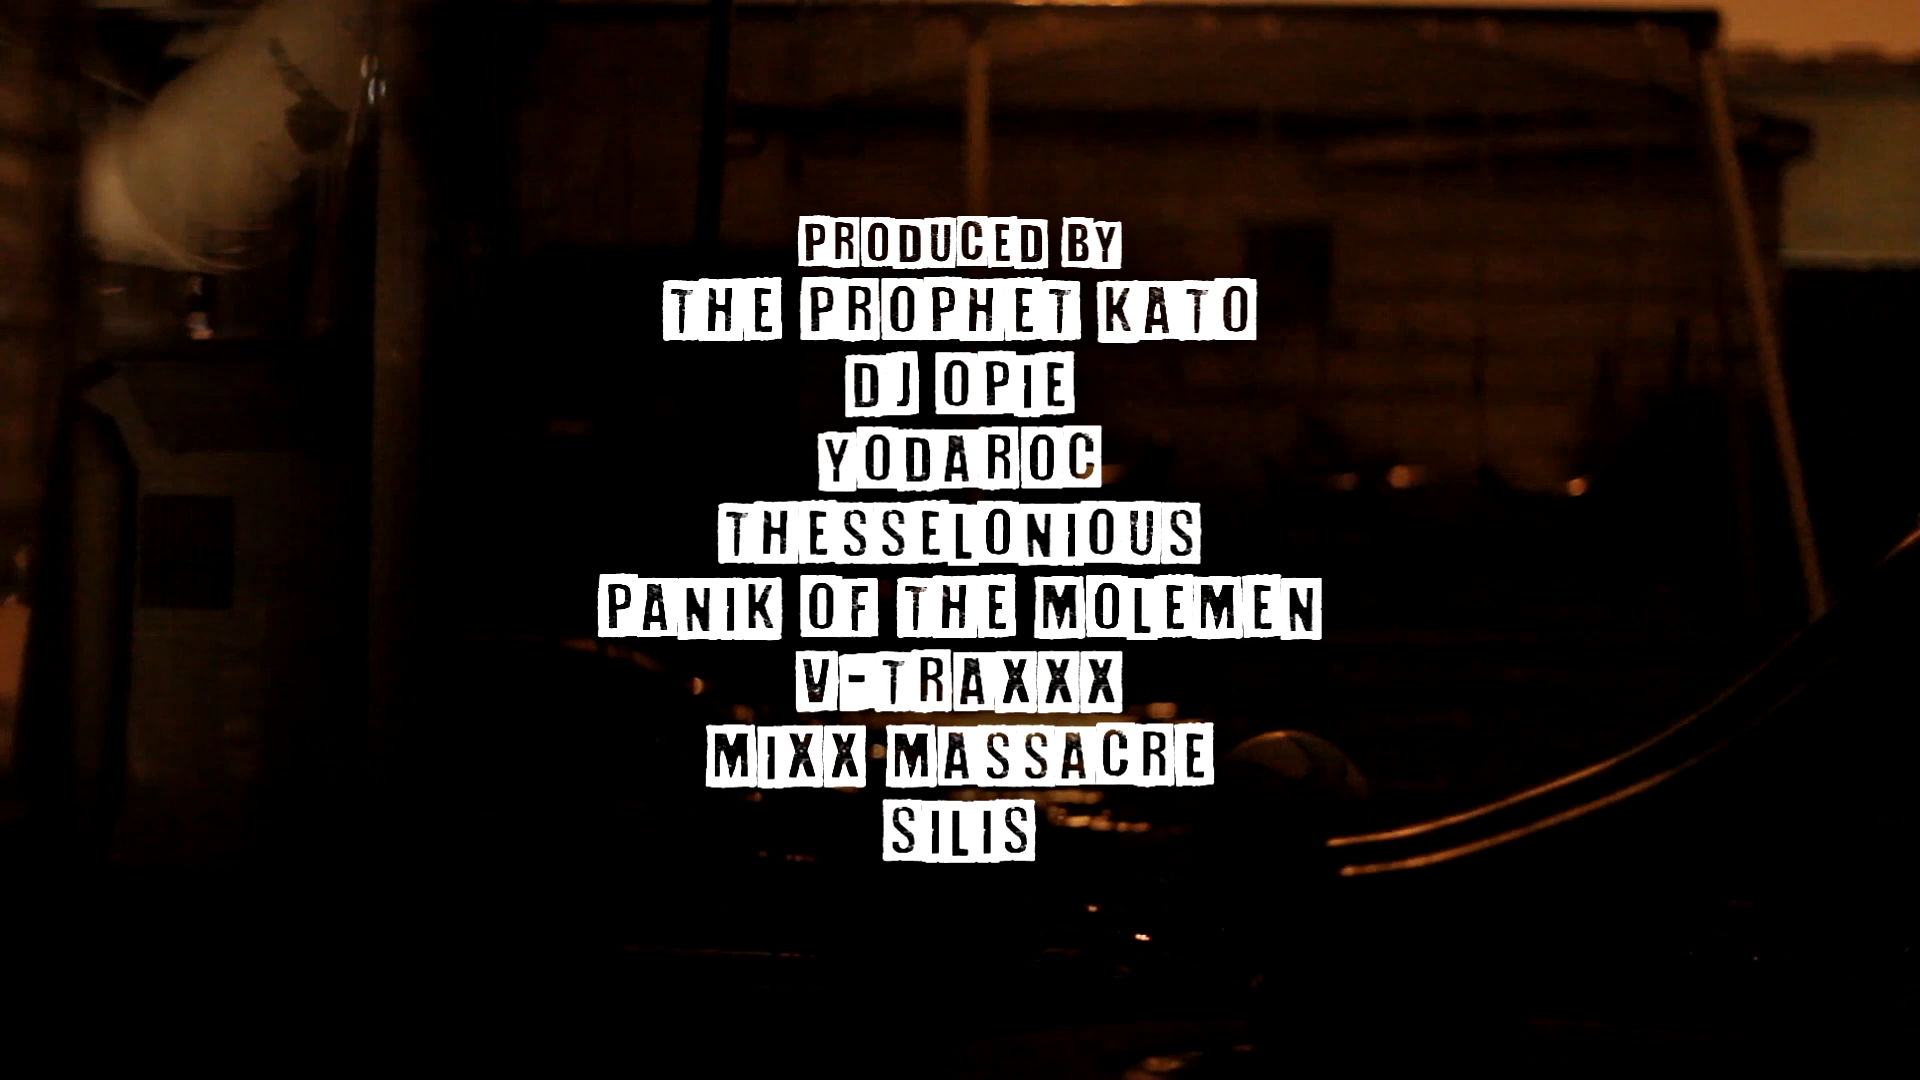 PRODUCED BY
THE PROPHET KATO
DJ OPIE
YODAROC
THESSELONIOUS
PANIK OF THE MOLEMEN
V-TRAXXX
MIXX MASSACRE
SILIS